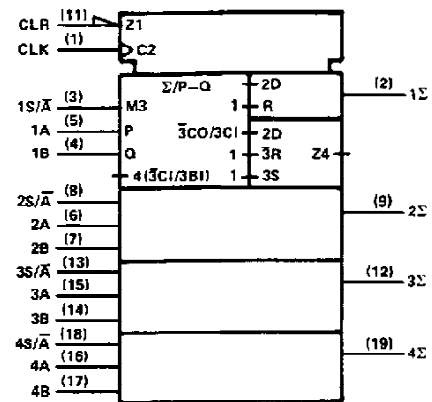 CLR (11) Z1
CLK (1) C2
Σ/P–Q 2D (2) 1Σ
1S/A̅ (3) M3 1 R
1A (5) P 3̅CO/3CI 2D
1B (4) Q 1 3̅R Z4
4(3̅CI/3BI) 1 3S
2S/A̅ (8)
2A (6) (9) 2Σ
2B (7)
3S/A̅ (13)
3A (15) (12) 3Σ
3B (14)
4S/A̅ (18)
4A (16) (19) 4Σ
4B (17)